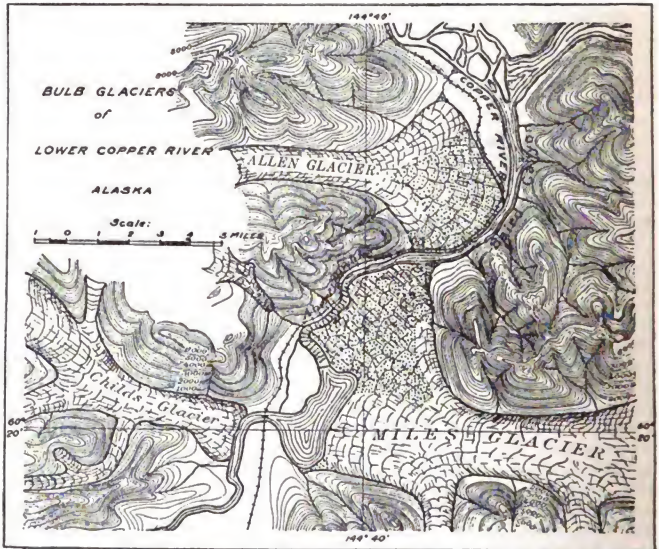 144°40'
BULB GLACIERS
of
LOWER COPPER RIVER
ALASKA
Scale:
1 0 1 2 3 4 5 MILES
COPPER RIVER
ALLEN GLACIER
Childs Glacier
MILES GLACIER
60°
20'
60°
20'
144° 40'